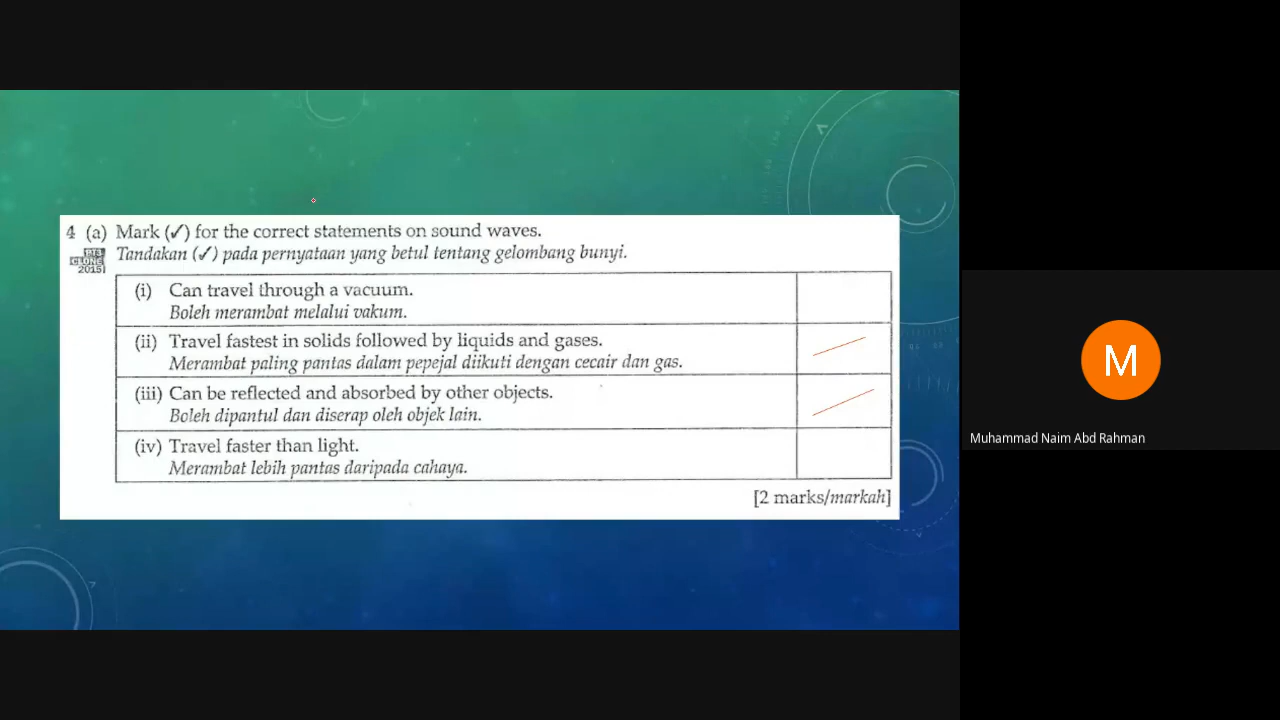 4 (a) Mark (✓) for the correct statements on sound waves.
Tandakan (✓) pada pernyataan yang betul tentang gelombang bunyi.
PT3
CLONE
2015
(i) Can travel through a vacuum.
Boleh merambat melalui vakum.
(ii) Travel fastest in solids followed by liquids and gases.
Merambat paling pantas dalam pepejal diikuti dengan cecair dan gas.
(iii) Can be reflected and absorbed by other objects.
Boleh dipantul dan diserap oleh objek lain.
(iv) Travel faster than light.
Merambat lebih pantas daripada cahaya.
[2 marks/markah]
M
Muhammad Naim Abd Rahman